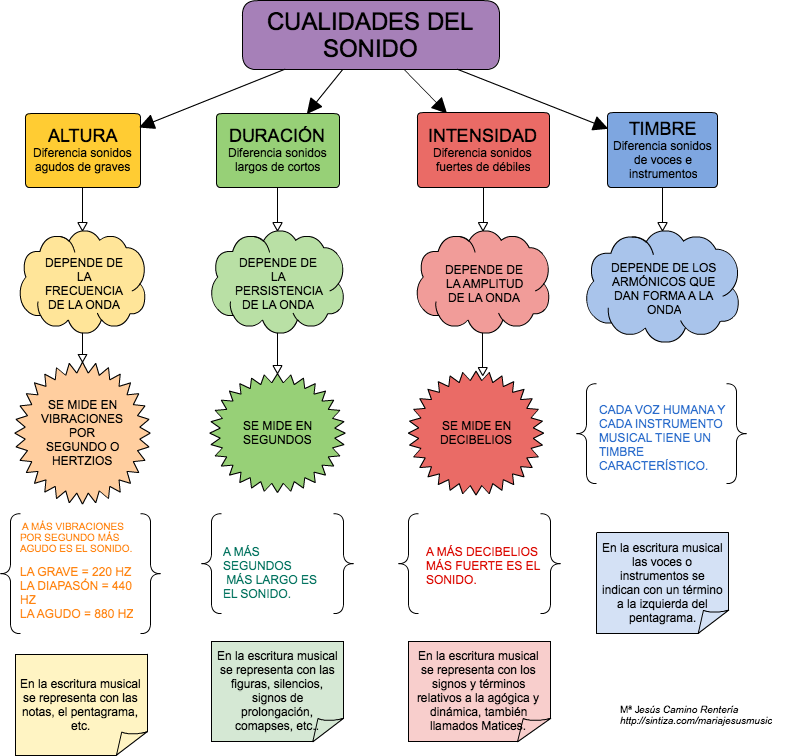 CUALIDADES DEL
SONIDO
ALTURA
Diferencia sonidos
agudos de graves
DURACIÓN
Diferencia sonidos
largos de cortos
INTENSIDAD
Diferencia sonidos
fuertes de débiles
TIMBRE
Diferencia sonidos
de voces e
instrumentos
DEPENDE DE
LA
FRECUENCIA
DE LA ONDA
DEPENDE DE
LA
PERSISTENCIA
DE LA ONDA
DEPENDE DE
LA AMPLITUD
DE LA ONDA
DEPENDE DE LOS
ARMÓNICOS QUE
DAN FORMA A LA
ONDA
SE MIDE EN
VIBRACIONES
POR
SEGUNDO O
HERTZIOS
SE MIDE EN
SEGUNDOS
SE MIDE EN
DECIBELIOS
CADA VOZ HUMANA Y
CADA INSTRUMENTO
MUSICAL TIENE UN
TIMBRE
CARACTERÍSTICO.
A MÁS VIBRACIONES
POR SEGUNDO MÁS
AGUDO ES EL SONIDO.
LA GRAVE = 220 HZ
LA DIAPASÓN = 440
HZ
LA AGUDO = 880 HZ
A MÁS
SEGUNDOS
MÁS LARGO ES
EL SONIDO.
A MÁS DECIBELIOS
MÁS FUERTE ES EL
SONIDO.
En la escritura musical
las voces o
instrumentos se
indican con un término
a la izquierda del
pentagrama.
En la escritura musical
se representa con las
notas, el pentagrama,
etc.
En la escritura musical
se representa con las
figuras, silencios,
signos de
prolongación,
comapses, etc..
En la escritura musical
se representa con los
signos y términos
relativos a la agógica y
dinámica, también
llamados Matices.
Mª Jesús Camino Rentería
http://sintiza.com/mariajesusmusic